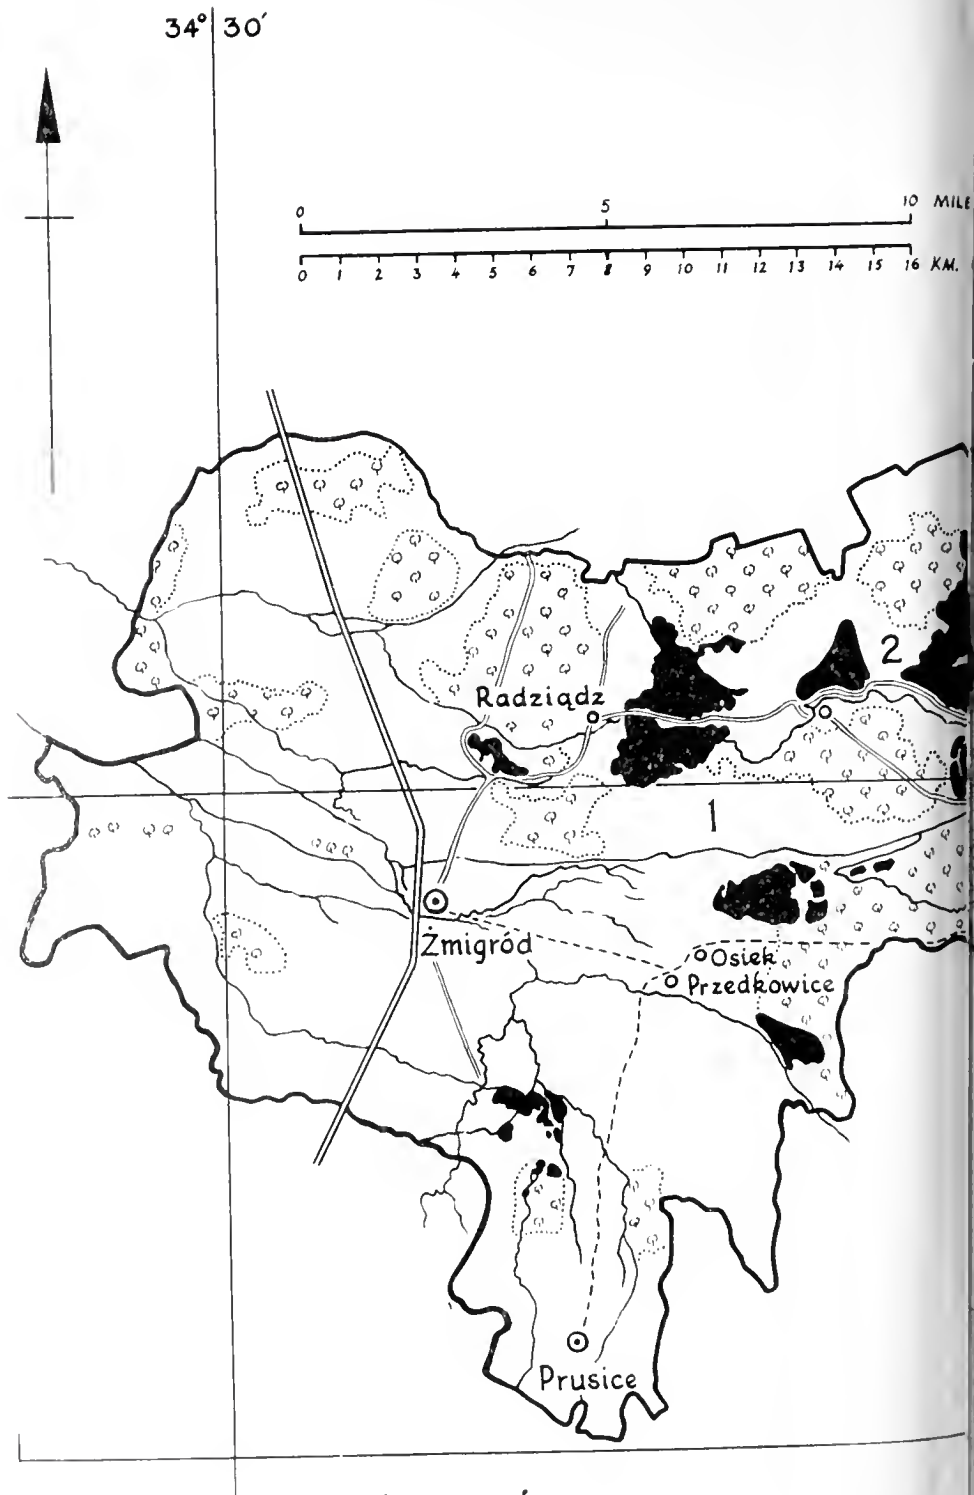 34° 30′
0 5 10 MILE
0 1 2 3 4 5 6 7 8 9 10 11 12 13 14 15 16 KM.
2
Radziądz
1
Żmigród
Osiek
Przedkowice
Prusice